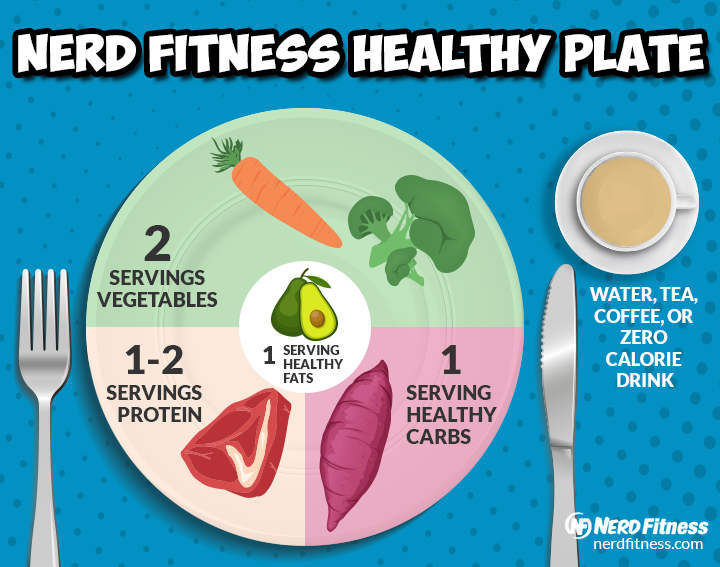 NERD FITNESS HEALTHY PLATE
2
SERVINGS
VEGETABLES
1 SERVING
HEALTHY
FATS
1-2
SERVINGS
PROTEIN
1
SERVING
HEALTHY
CARBS
WATER, TEA,
COFFEE, OR
ZERO
CALORIE
DRINK
NF NERD FITNESS
nerdfitness.com